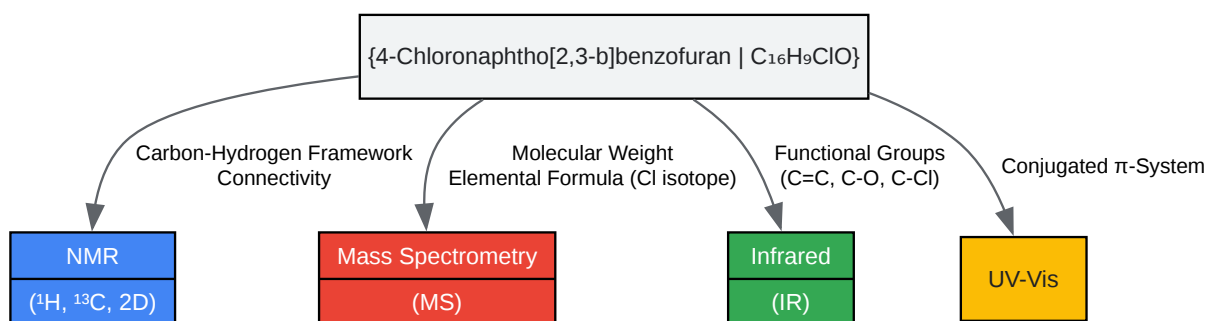 {4-Chloronaphtho[2,3-b]benzofuran | C₁₆H₉ClO}
Carbon-Hydrogen Framework
Connectivity
Molecular Weight
Elemental Formula (Cl isotope)
Functional Groups
(C=C, C-O, C-Cl)
Conjugated π-System
NMR
(¹H, ¹³C, 2D)
Mass Spectrometry
(MS)
Infrared
(IR)
UV-Vis